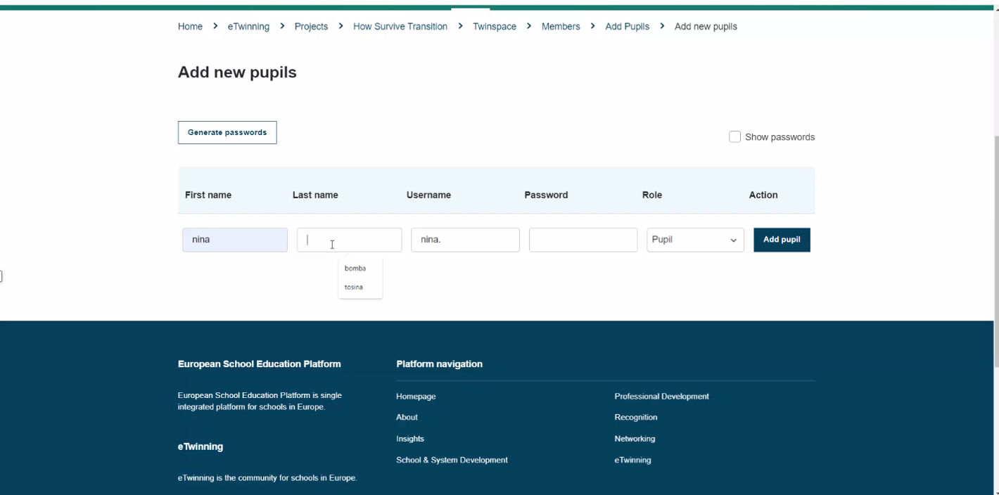 Home > eTwinning > Projects > How Survive Transition > Twinspace > Members > Add Pupils > Add new pupils
Add new pupils
Generate passwords
Show passwords
First name Last name Username Password Role Action
nina nina. Pupil Add pupil
bomba
tosina
European School Education Platform
European School Education Platform is single
integrated platform for schools in Europe.
eTwinning
eTwinning is the community for schools in Europe.
Platform navigation
Homepage
About
Insights
School & System Development
Professional Development
Recognition
Networking
eTwinning